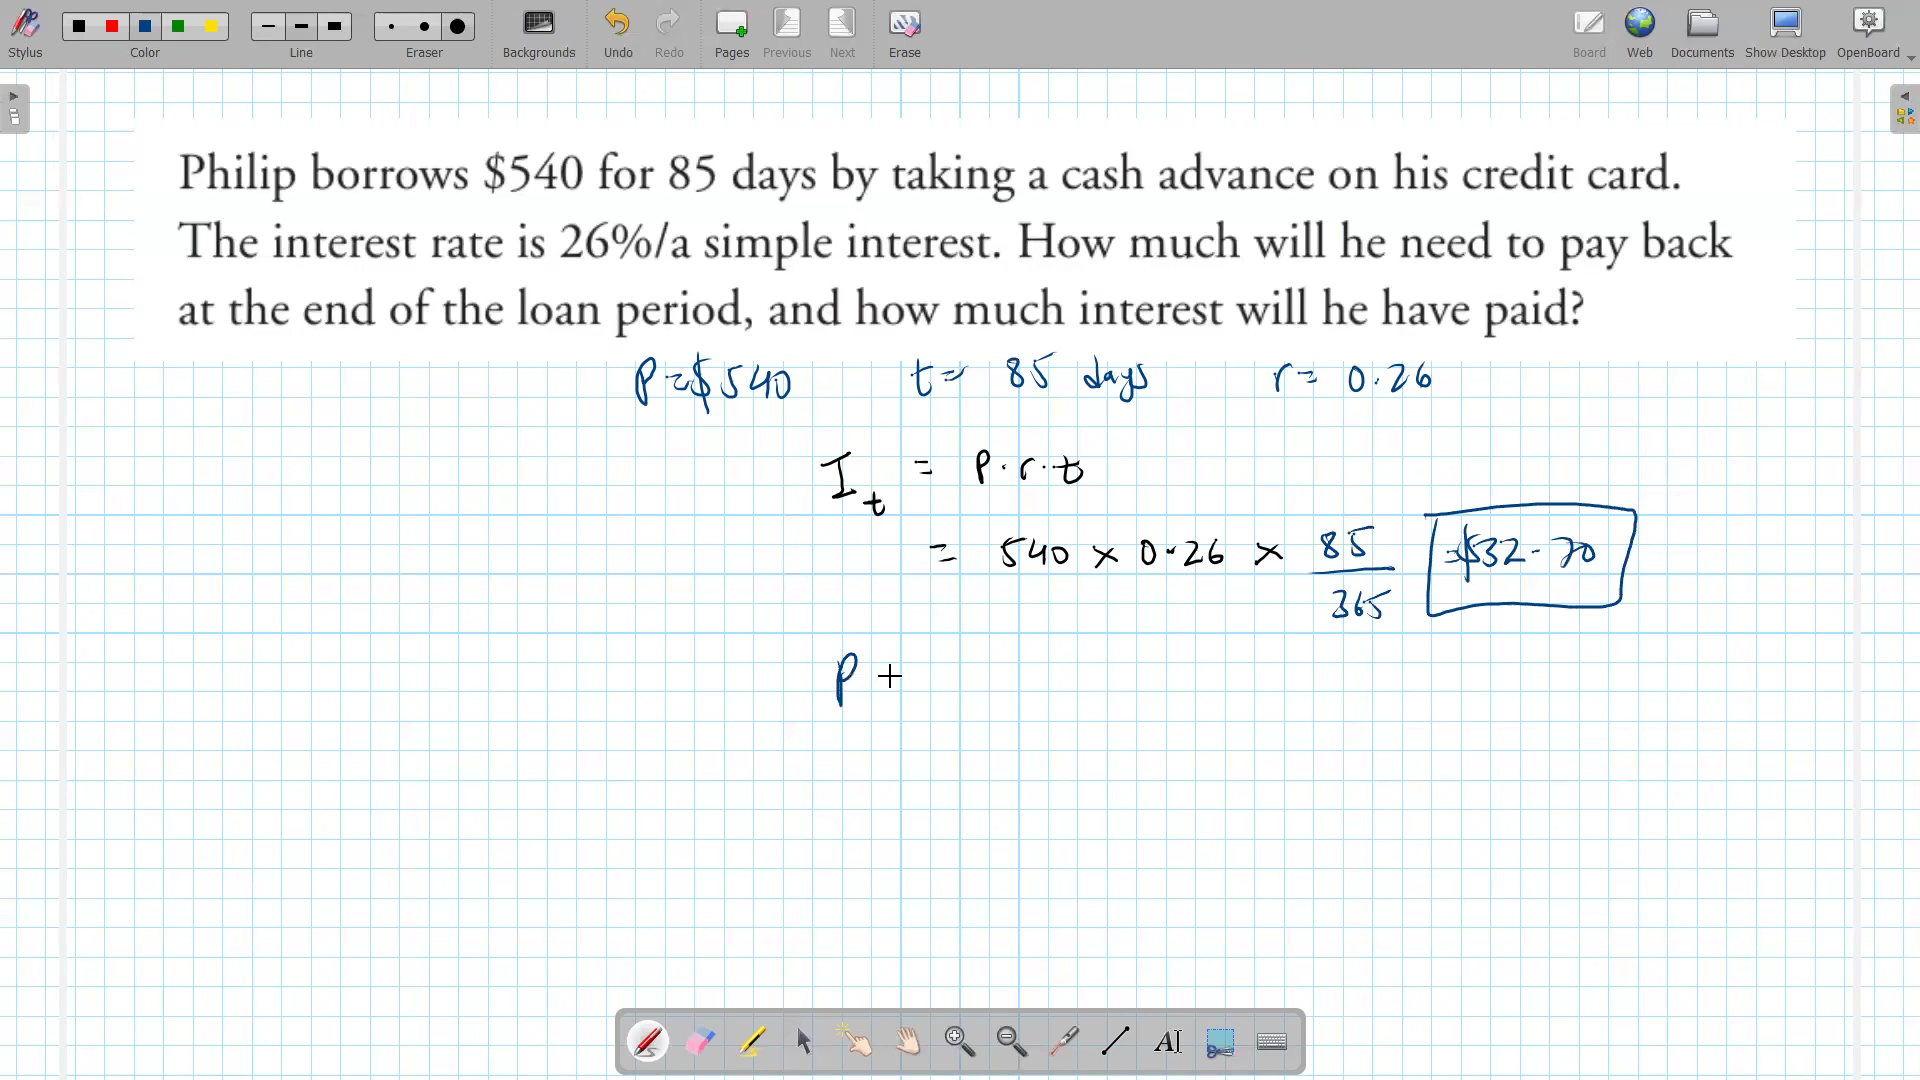 Stylus Color Line Eraser Backgrounds Undo Redo Pages Previous Next Erase Board Web Documents Show Desktop OpenBoard
Philip borrows $540 for 85 days by taking a cash advance on his credit card.
The interest rate is 26%/a simple interest. How much will he need to pay back
at the end of the loan period, and how much interest will he have paid?
P = $540 t = 85 days r = 0.26
I_t = P.r.t
= 540 × 0.26 × 85/365 = $32.70
P +